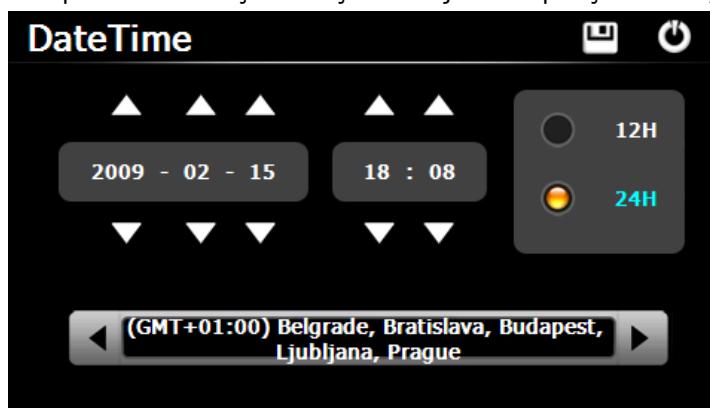 DateTime
2009 - 02 - 15
18 : 08
12H
24H
(GMT+01:00) Belgrade, Bratislava, Budapest,
Ljubljana, Prague